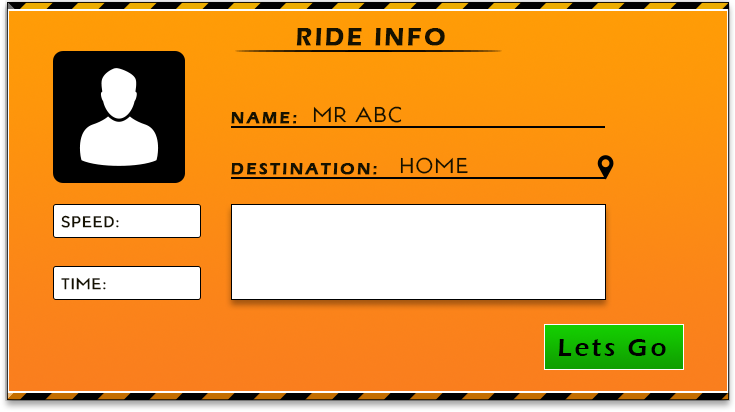 RIDE INFO
NAME: MR ABC
DESTINATION: HOME
SPEED:
TIME:
Lets Go